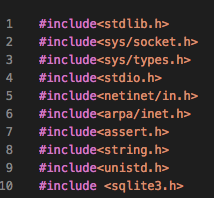 1 #include<stdlib.h>
2 #include<sys/socket.h>
3 #include<sys/types.h>
4 #include<stdio.h>
5 #include<netinet/in.h>
6 #include<arpa/inet.h>
7 #include<assert.h>
8 #include<string.h>
9 #include<unistd.h>
10 #include <sqlite3.h>